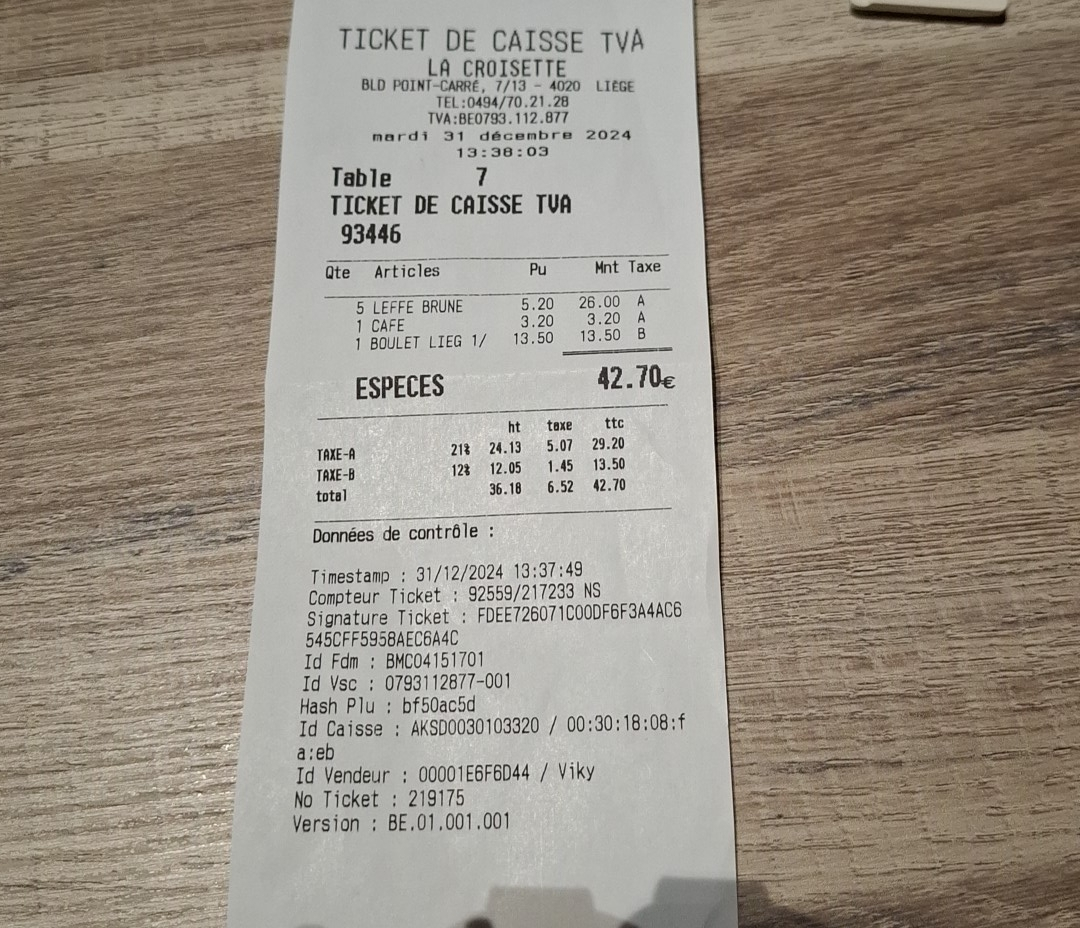 TICKET DE CAISSE TVA
LA CROISETTE
BLD POINT-CARRÉ, 7/13 - 4020 LIÉGE
TEL:0494/70.21.28
TVA:BE0793.112.877
mardi 31 décembre 2024
13:38:03
Table 7
TICKET DE CAISSE TVA
93446
Qte Articles Pu Mnt Taxe
5 LEFFE BRUNE 5.20 26.00 A
1 CAFE 3.20 3.20 A
1 BOULET LIEG 1/ 13.50 13.50 B
ESPECES 42.70€
ht taxe ttc
TAXE-A 21% 24.13 5.07 29.20
TAXE-B 12% 12.05 1.45 13.50
total 36.18 6.52 42.70
Données de contrôle :
Timestamp : 31/12/2024 13:37:49
Compteur Ticket : 92559/217233 NS
Signature Ticket : FDEE726071C00DF6F3A4AC6
545CFF5958AEC6A4C
Id Fdm : BMC04151701
Id Vsc : 0793112877-001
Hash Plu : bf50ac5d
Id Caisse : AKSD0030103320 / 00:30:18:08:f
a:eb
Id Vendeur : 00001E6F6D44 / Viky
No Ticket : 219175
Version : BE.01.001.001